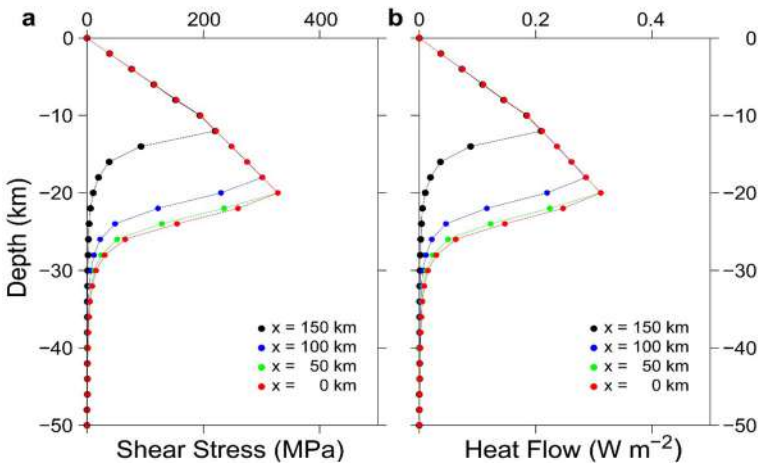 a
0 200 400
b
0 0.2 0.4
Depth (km)
0
−10
−20
−30
−40
−50
x = 150 km
x = 100 km
x = 50 km
x = 0 km
Shear Stress (MPa)
x = 150 km
x = 100 km
x = 50 km
x = 0 km
0
−10
−20
−30
−40
−50
Heat Flow (W m⁻²)